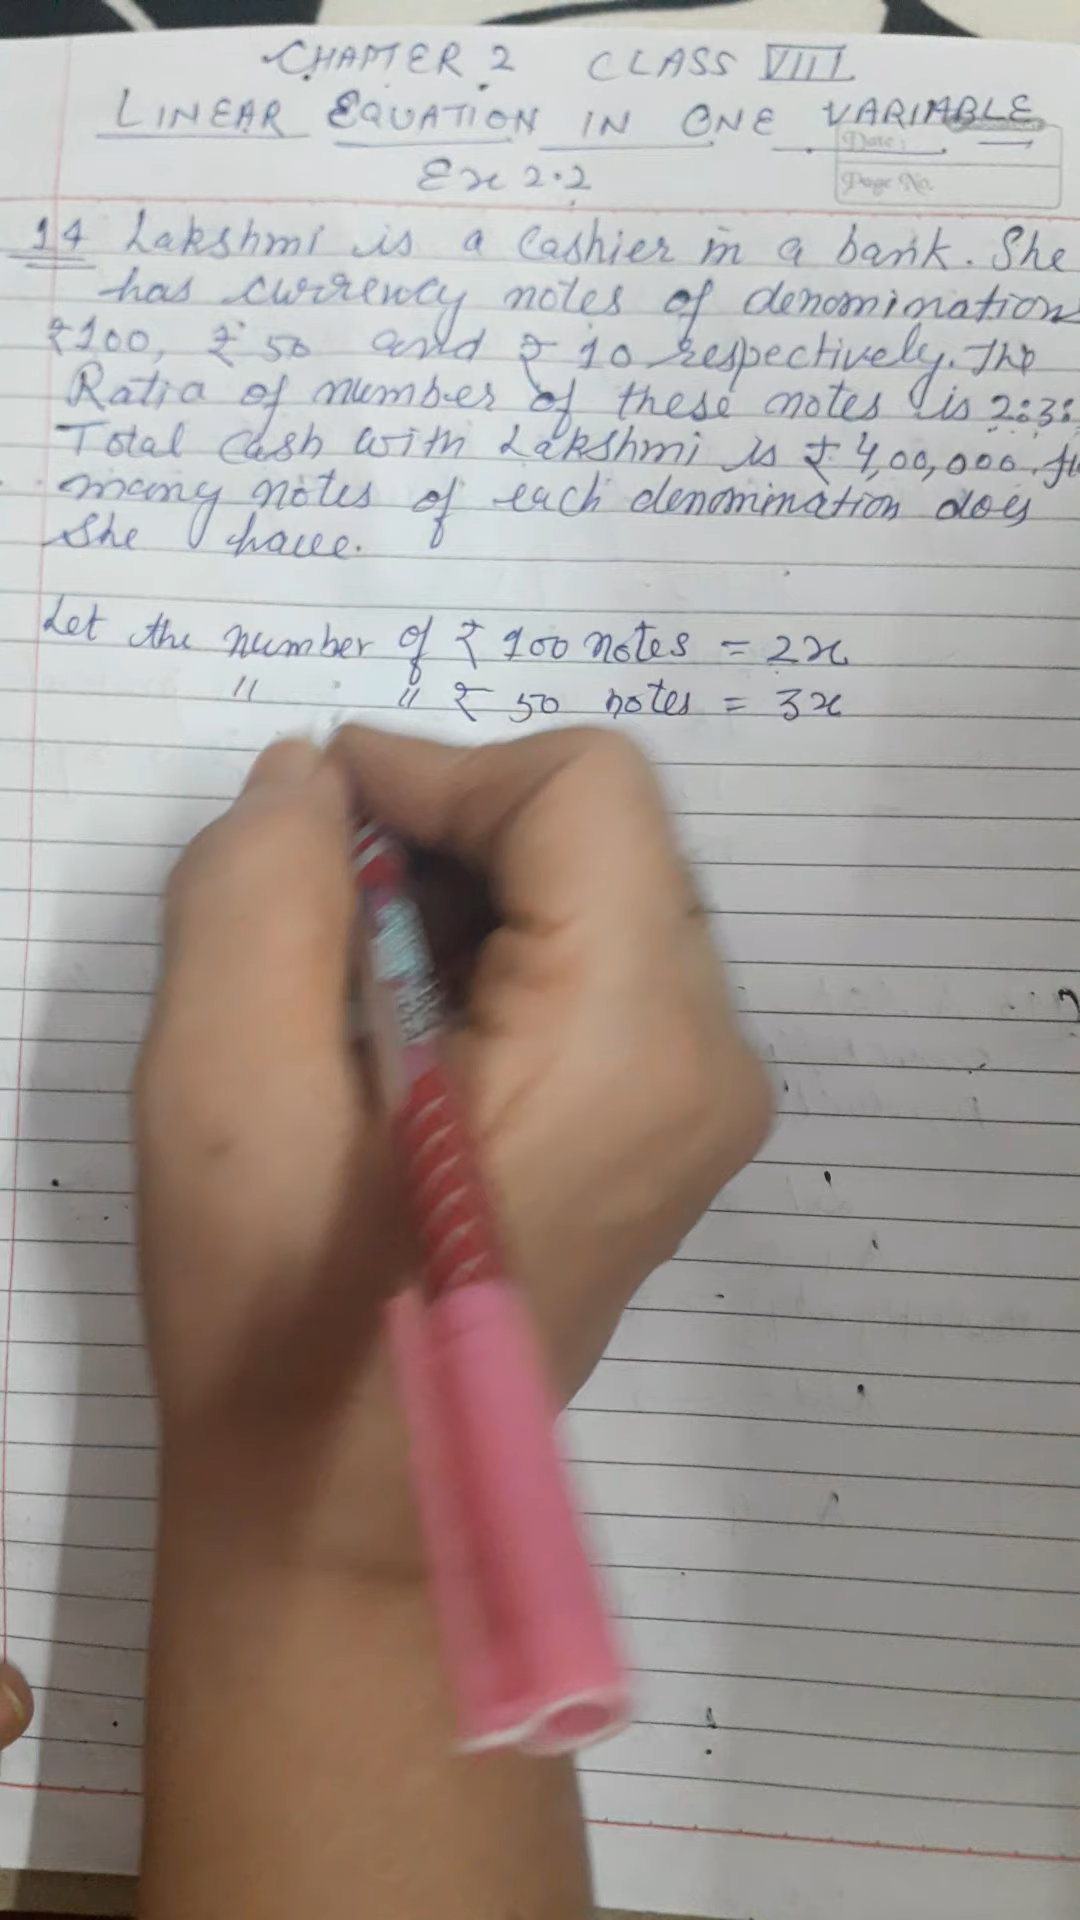 CHAPTER 2 CLASS VIII
LINEAR EQUATION IN ONE VARIABLE
Date :
Page No.
Ex 2.2
14 Lakshmi is a Cashier in a bank. She
has currency notes of denominations
₹100, ₹ 50 and ₹ 10 respectively. The
Ratio of number of these notes is 2:3:
Total Cash with Lakshmi is ₹ 4,00,000.
many notes of each denomination does
She have.
Let the number of ₹ 100 notes = 2x
" " ₹ 50 notes = 3x